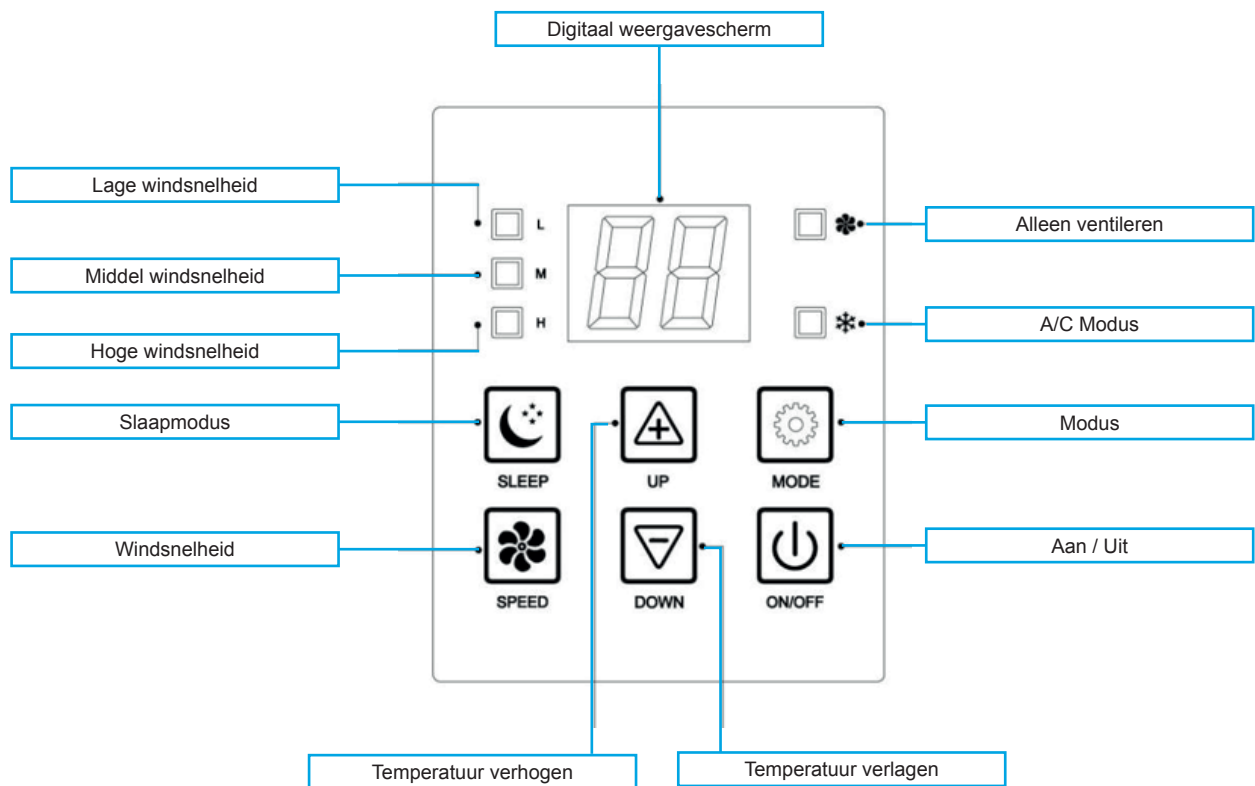 Digitaal weergavescherm
Lage windsnelheid
L
Alleen ventileren
Middel windsnelheid
M
H
A/C Modus
Hoge windsnelheid
Slaapmodus
Modus
SLEEP
UP
MODE
Windsnelheid
Aan / Uit
SPEED
DOWN
ON/OFF
Temperatuur verhogen
Temperatuur verlagen